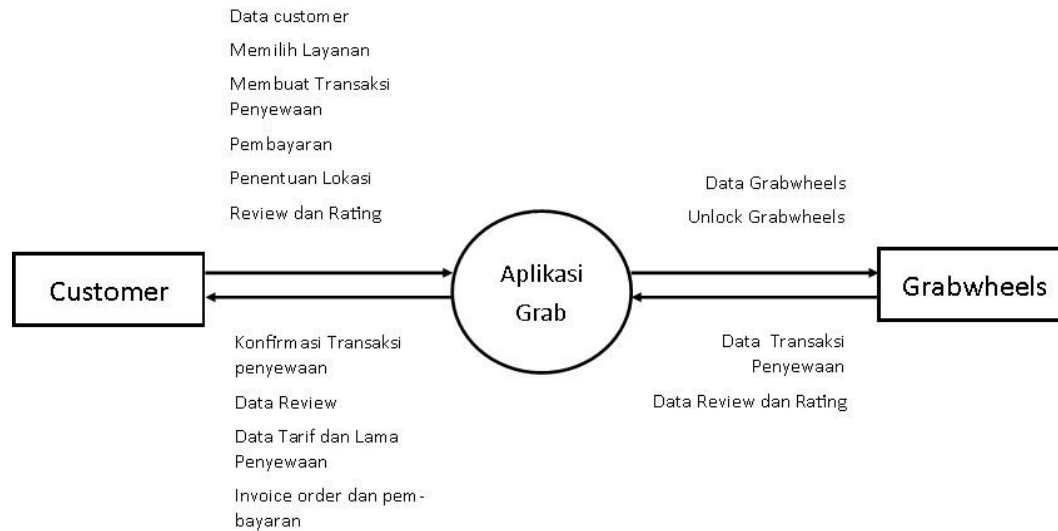 Data customer
Memilih Layanan
Membuat Transaksi
Penyewaan
Pembayaran
Penentuan Lokasi
Review dan Rating
Data Grabwheels
Unlock Grabwheels
Customer
Aplikasi
Grab
Grabwheels
Konfirmasi Transaksi
penyewaan
Data Review
Data Tarif dan Lama
Penyewaan
Invoice order dan pem-
bayaran
Data Transaksi
Penyewaan
Data Review dan Rating